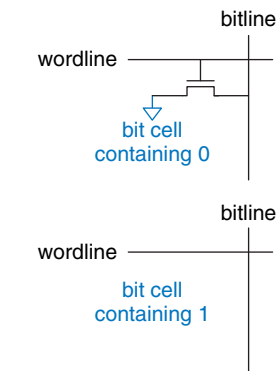 bitline
wordline
bit cell
containing 0
bitline
wordline
bit cell
containing 1